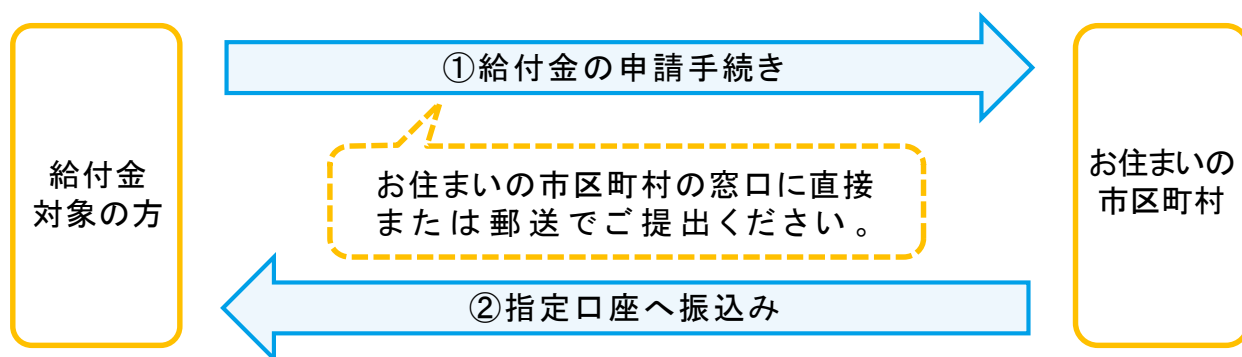 給付金
対象の方
①給付金の申請手続き
お住まいの市区町村の窓口に直接
または郵送でご提出ください。
②指定口座へ振込み
お住まいの
市区町村